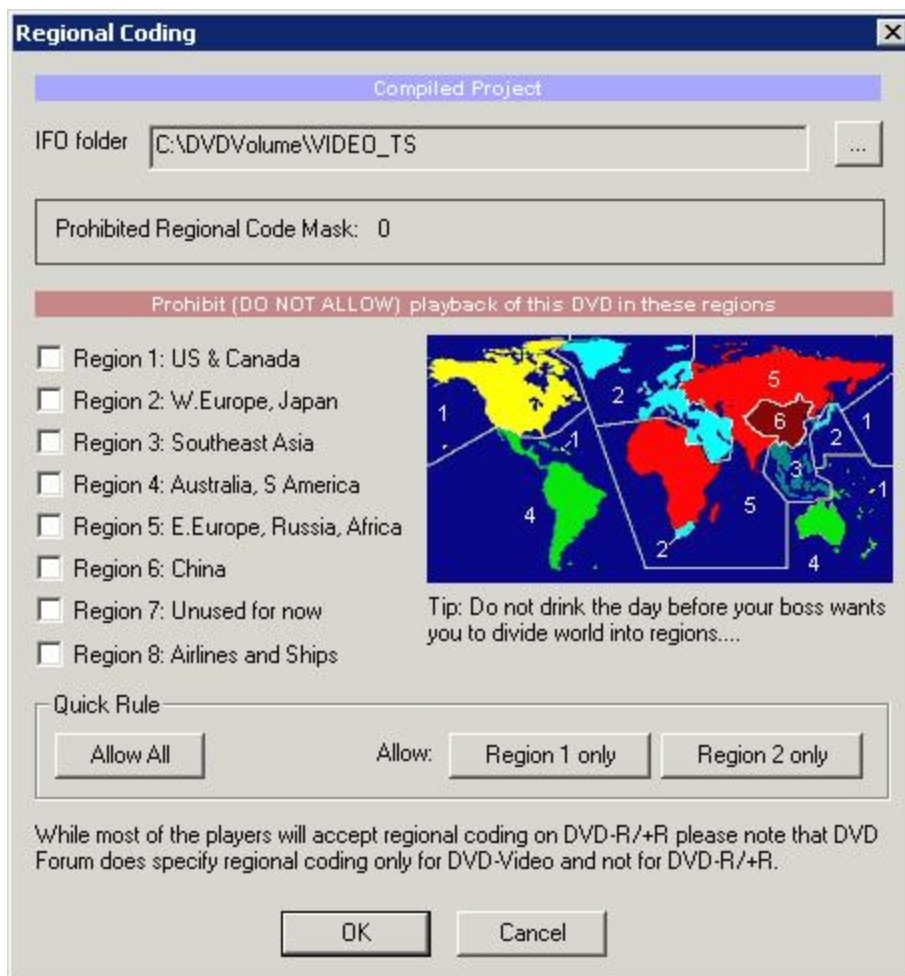 Regional Coding
Compiled Project
IFO folder C:\DVDVolume\VIDEO_TS ...
Prohibited Regional Code Mask: 0
Prohibit (DO NOT ALLOW) playback of this DVD in these regions
Region 1: US & Canada
Region 2: W.Europe, Japan
Region 3: Southeast Asia
Region 4: Australia, S America
Region 5: E.Europe, Russia, Africa
Region 6: China
Region 7: Unused for now
Region 8: Airlines and Ships
5
2
1
6
2
1
1
3
1
4
5
2
4
Tip: Do not drink the day before your boss wants
you to divide world into regions....
Quick Rule
Allow All Allow: Region 1 only Region 2 only
While most of the players will accept regional coding on DVD-R/+R please note that DVD
Forum does specify regional coding only for DVD-Video and not for DVD-R/+R.
OK Cancel